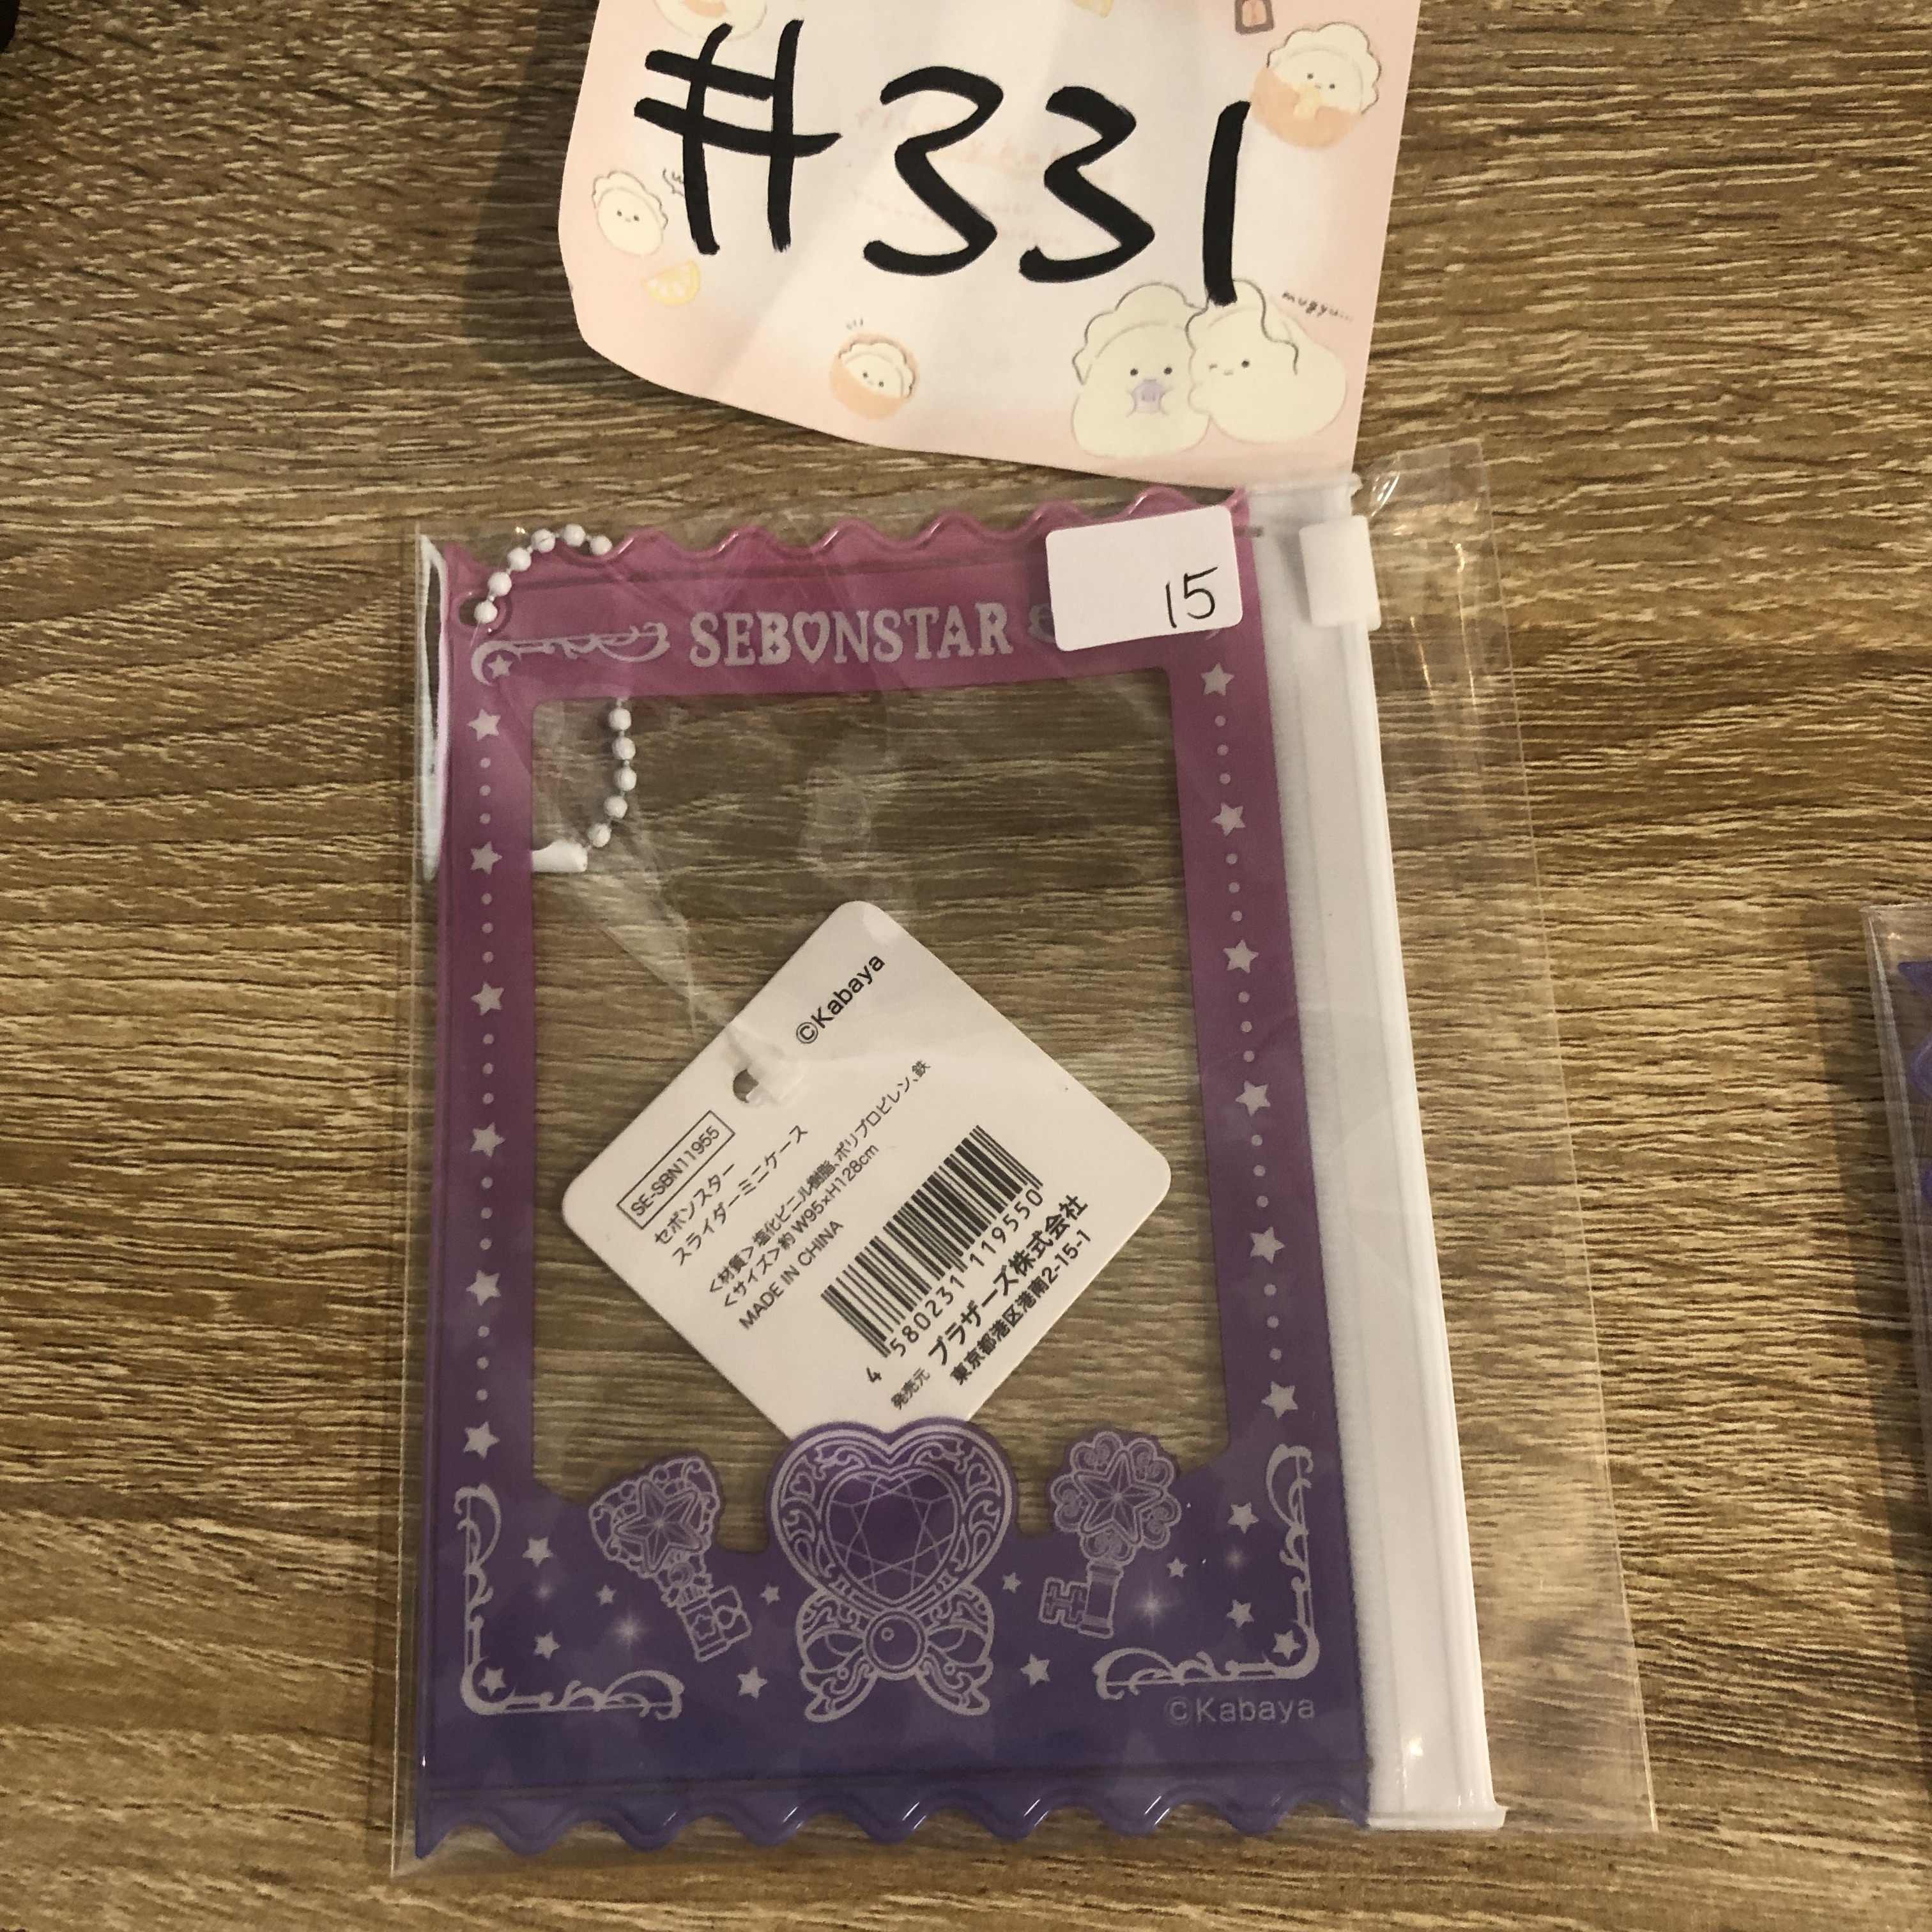 #331
mugyu...
15
SEBONSTAR
©Kabaya
SE-SBN11955
セボンスター
スライダーミニケース
<材質>塩化ビニル樹脂、ポリプロピレン、鉄
<サイズ>約W95×H128cm
MADE IN CHINA
4 580231 119550
発売元 ブラザーズ株式会社
東京都港区港南2-15-1
©Kabaya